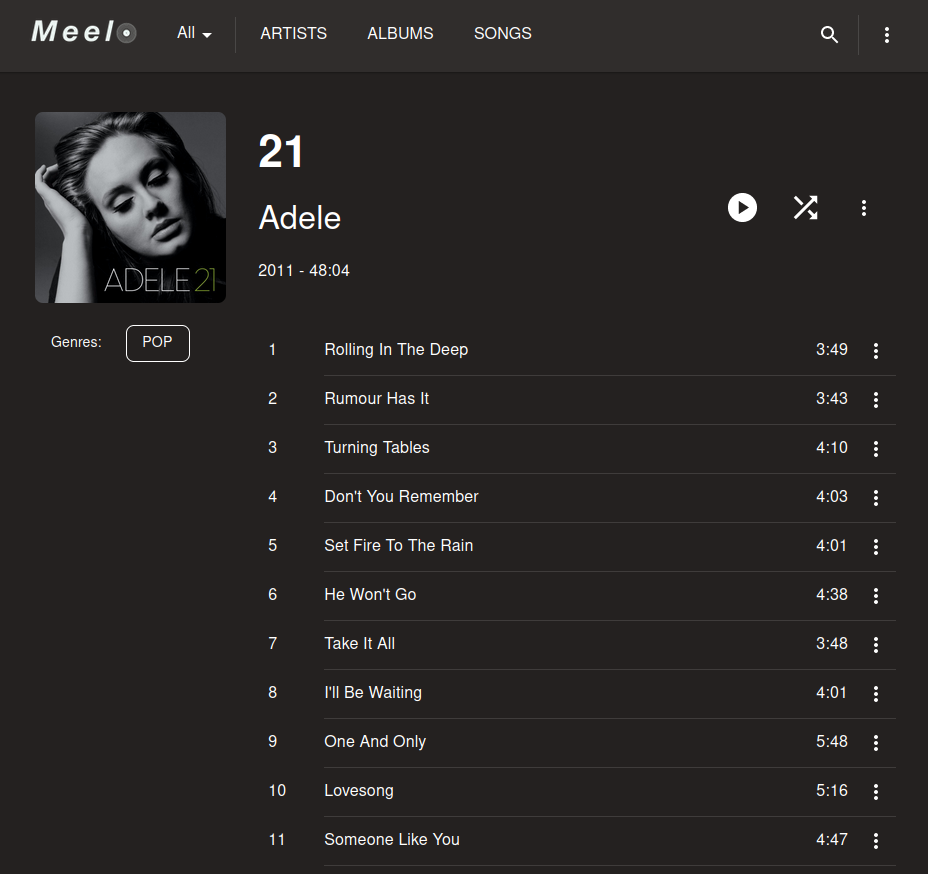 Meelo All ARTISTS ALBUMS SONGS
ADELE 21
21
Adele
2011 - 48:04
Genres: POP
1 Rolling In The Deep 3:49
2 Rumour Has It 3:43
3 Turning Tables 4:10
4 Don't You Remember 4:03
5 Set Fire To The Rain 4:01
6 He Won't Go 4:38
7 Take It All 3:48
8 I'll Be Waiting 4:01
9 One And Only 5:48
10 Lovesong 5:16
11 Someone Like You 4:47